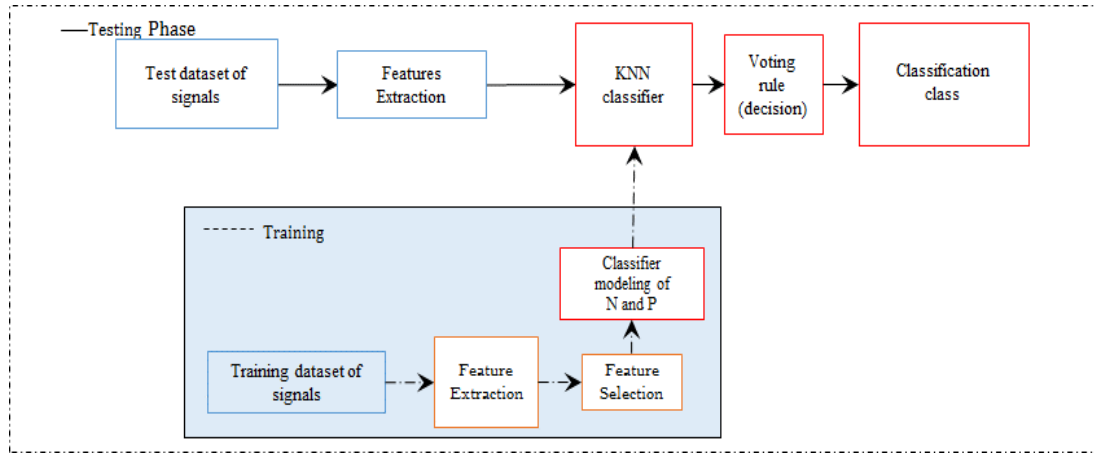 Testing Phase
Test dataset of
signals
Features
Extraction
KNN
classifier
Voting
rule
(decision)
Classification
class
Training
Classifier
modeling of
N and P
Training dataset of
signals
Feature
Extraction
Feature
Selection